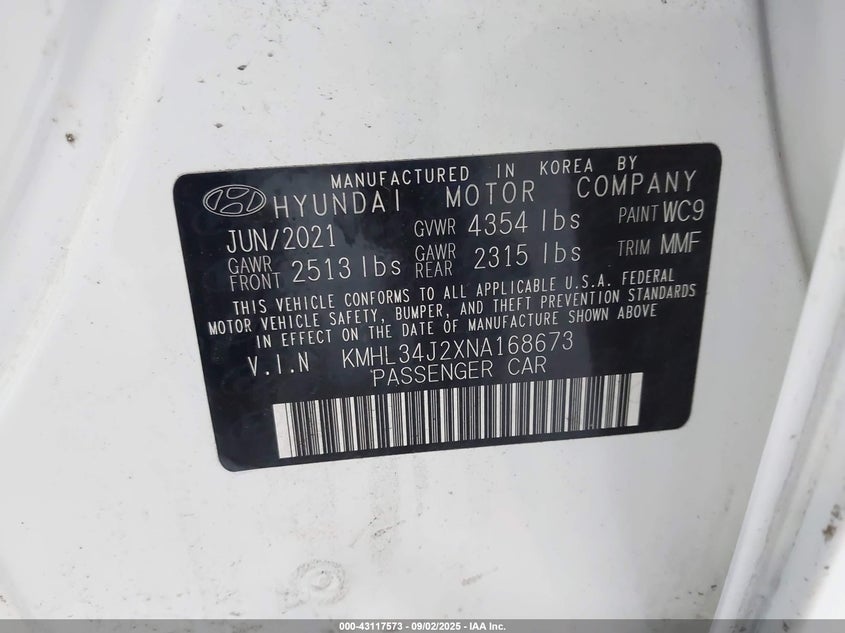 MANUFACTURED IN KOREA BY
HYUNDAI MOTOR COMPANY
JUN/2021 GVWR 4354 lbs PAINT WC9
GAWR FRONT 2513 lbs GAWR REAR 2315 lbs TRIM MMF
THIS VEHICLE CONFORMS TO ALL APPLICABLE U.S.A. FEDERAL
MOTOR VEHICLE SAFETY, BUMPER, AND THEFT PREVENTION STANDARDS
IN EFFECT ON THE DATE OF MANUFACTURE SHOWN ABOVE
V.I.N KMHL34J2XNA168673
PASSENGER CAR
000-43117573 - 09/02/2025 - IAA Inc.